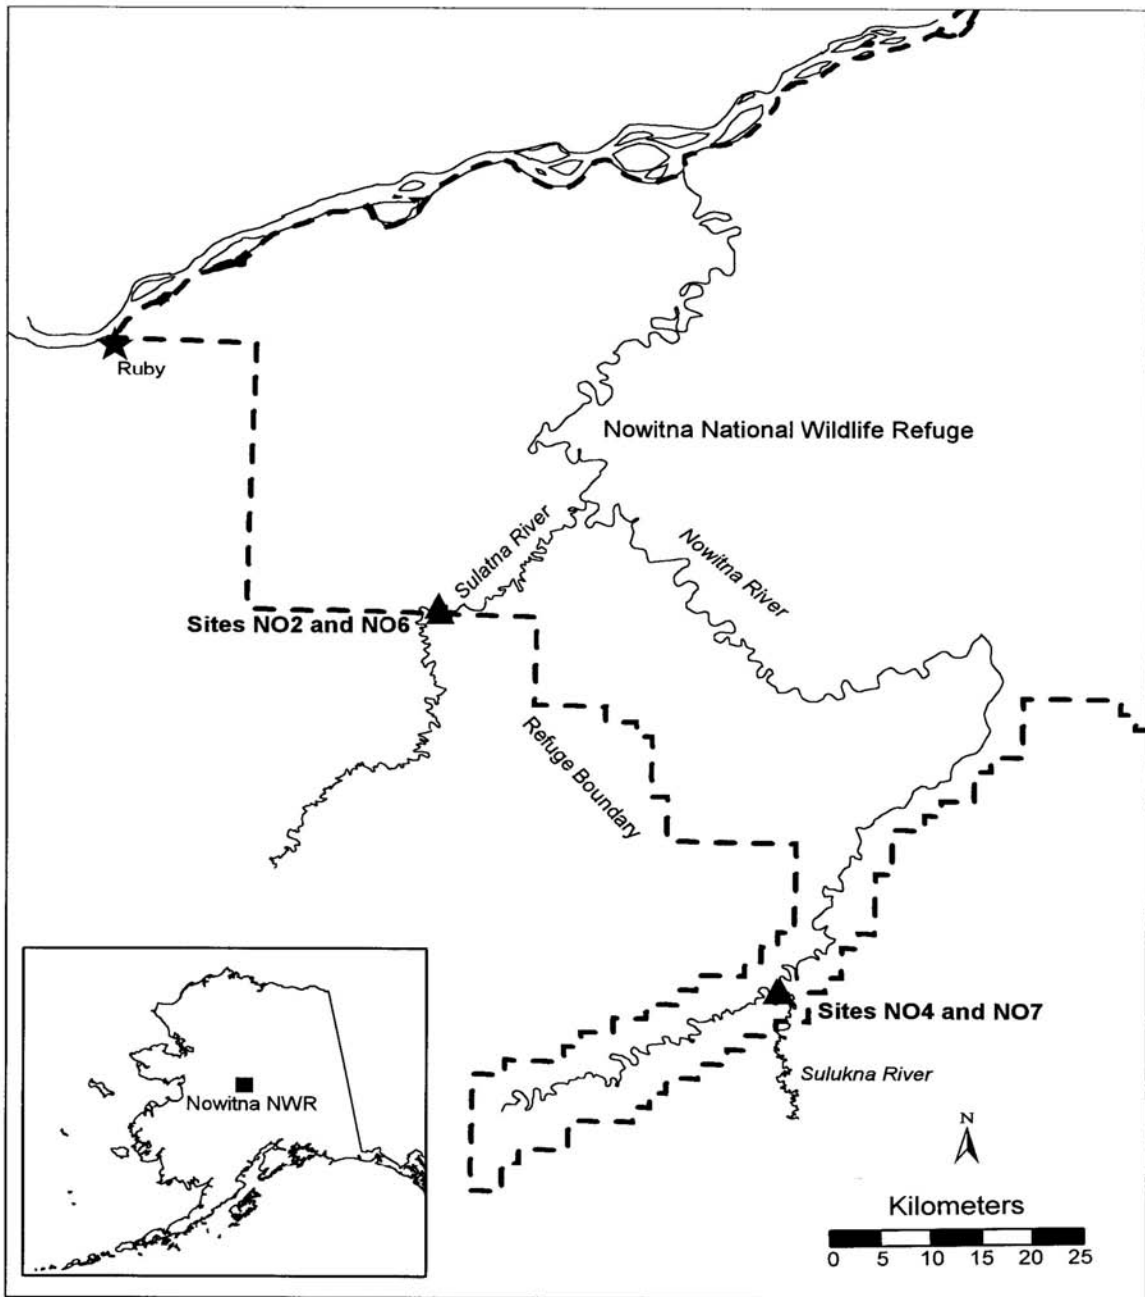 Ruby
Nowitna National Wildlife Refuge
Sulatna River
Nowitna River
Sites NO2 and NO6
Refuge Boundary
Sites NO4 and NO7
Sulukna River
Nowitna NWR
N
Kilometers
0 5 10 15 20 25